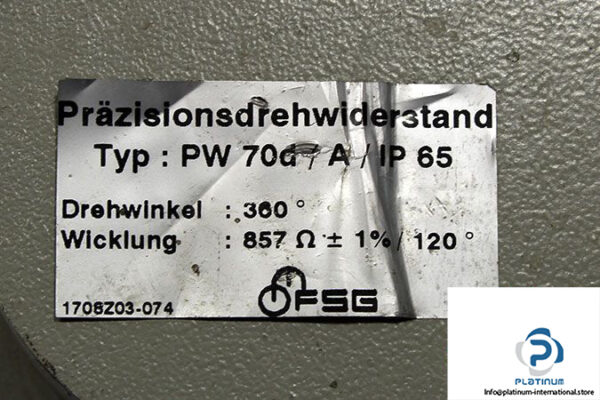 Präzisionsdrehwiderstand
Typ : PW 70d / A / IP 65
Drehwinkel : 360 °
Wicklung : 857 Ω ± 1% / 120 °
1708Z03-074
FSG
PLATINUM
Info@platinum-international.store